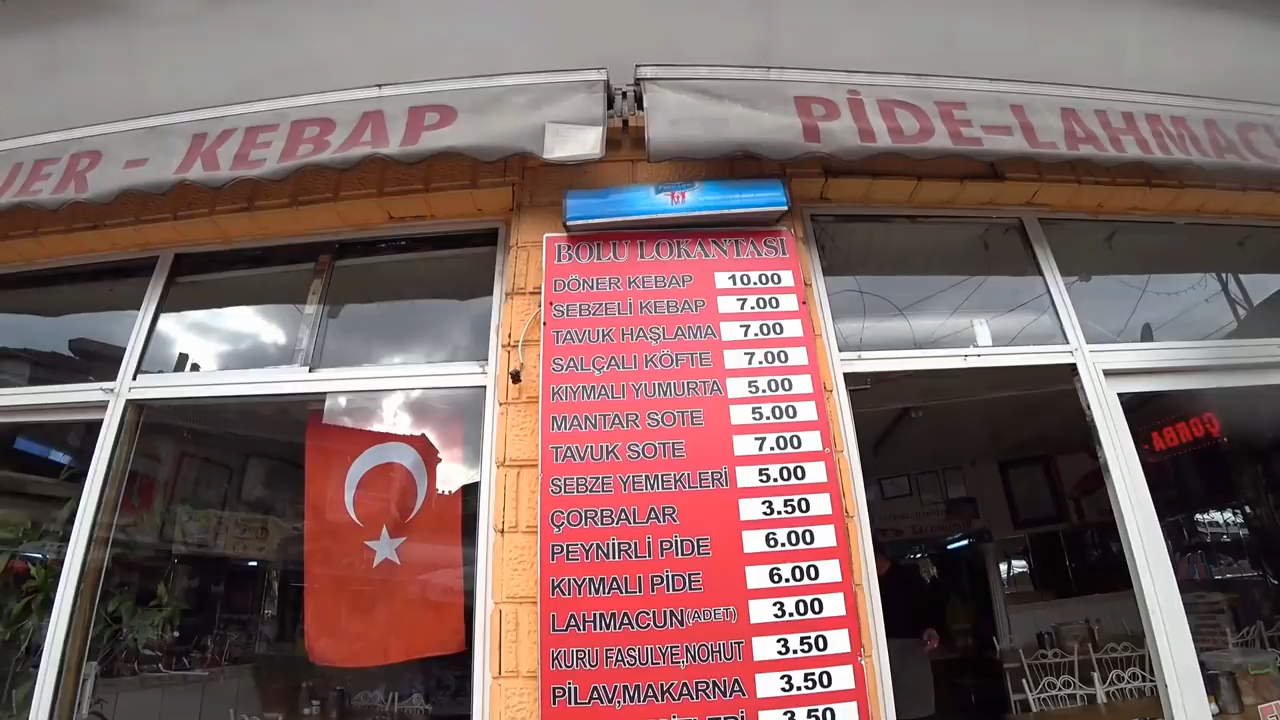 KEBAP
PİDE-LAHMAC
BOLU LOKANTASI
DÖNER KEBAP 10.00
SEBZELİ KEBAP 7.00
TAVUK HAŞLAMA 7.00
SALÇALI KÖFTE 7.00
KIYMALI YUMURTA 5.00
MANTAR SOTE 5.00
TAVUK SOTE 7.00
SEBZE YEMEKLERİ 5.00
ÇORBALAR 3.50
PEYNİRLİ PİDE 6.00
KIYMALI PİDE 6.00
LAHMACUN(ADET) 3.00
KURU FASULYE,NOHUT 3.50
PİLAV,MAKARNA 3.50
3.50
ÇORBA